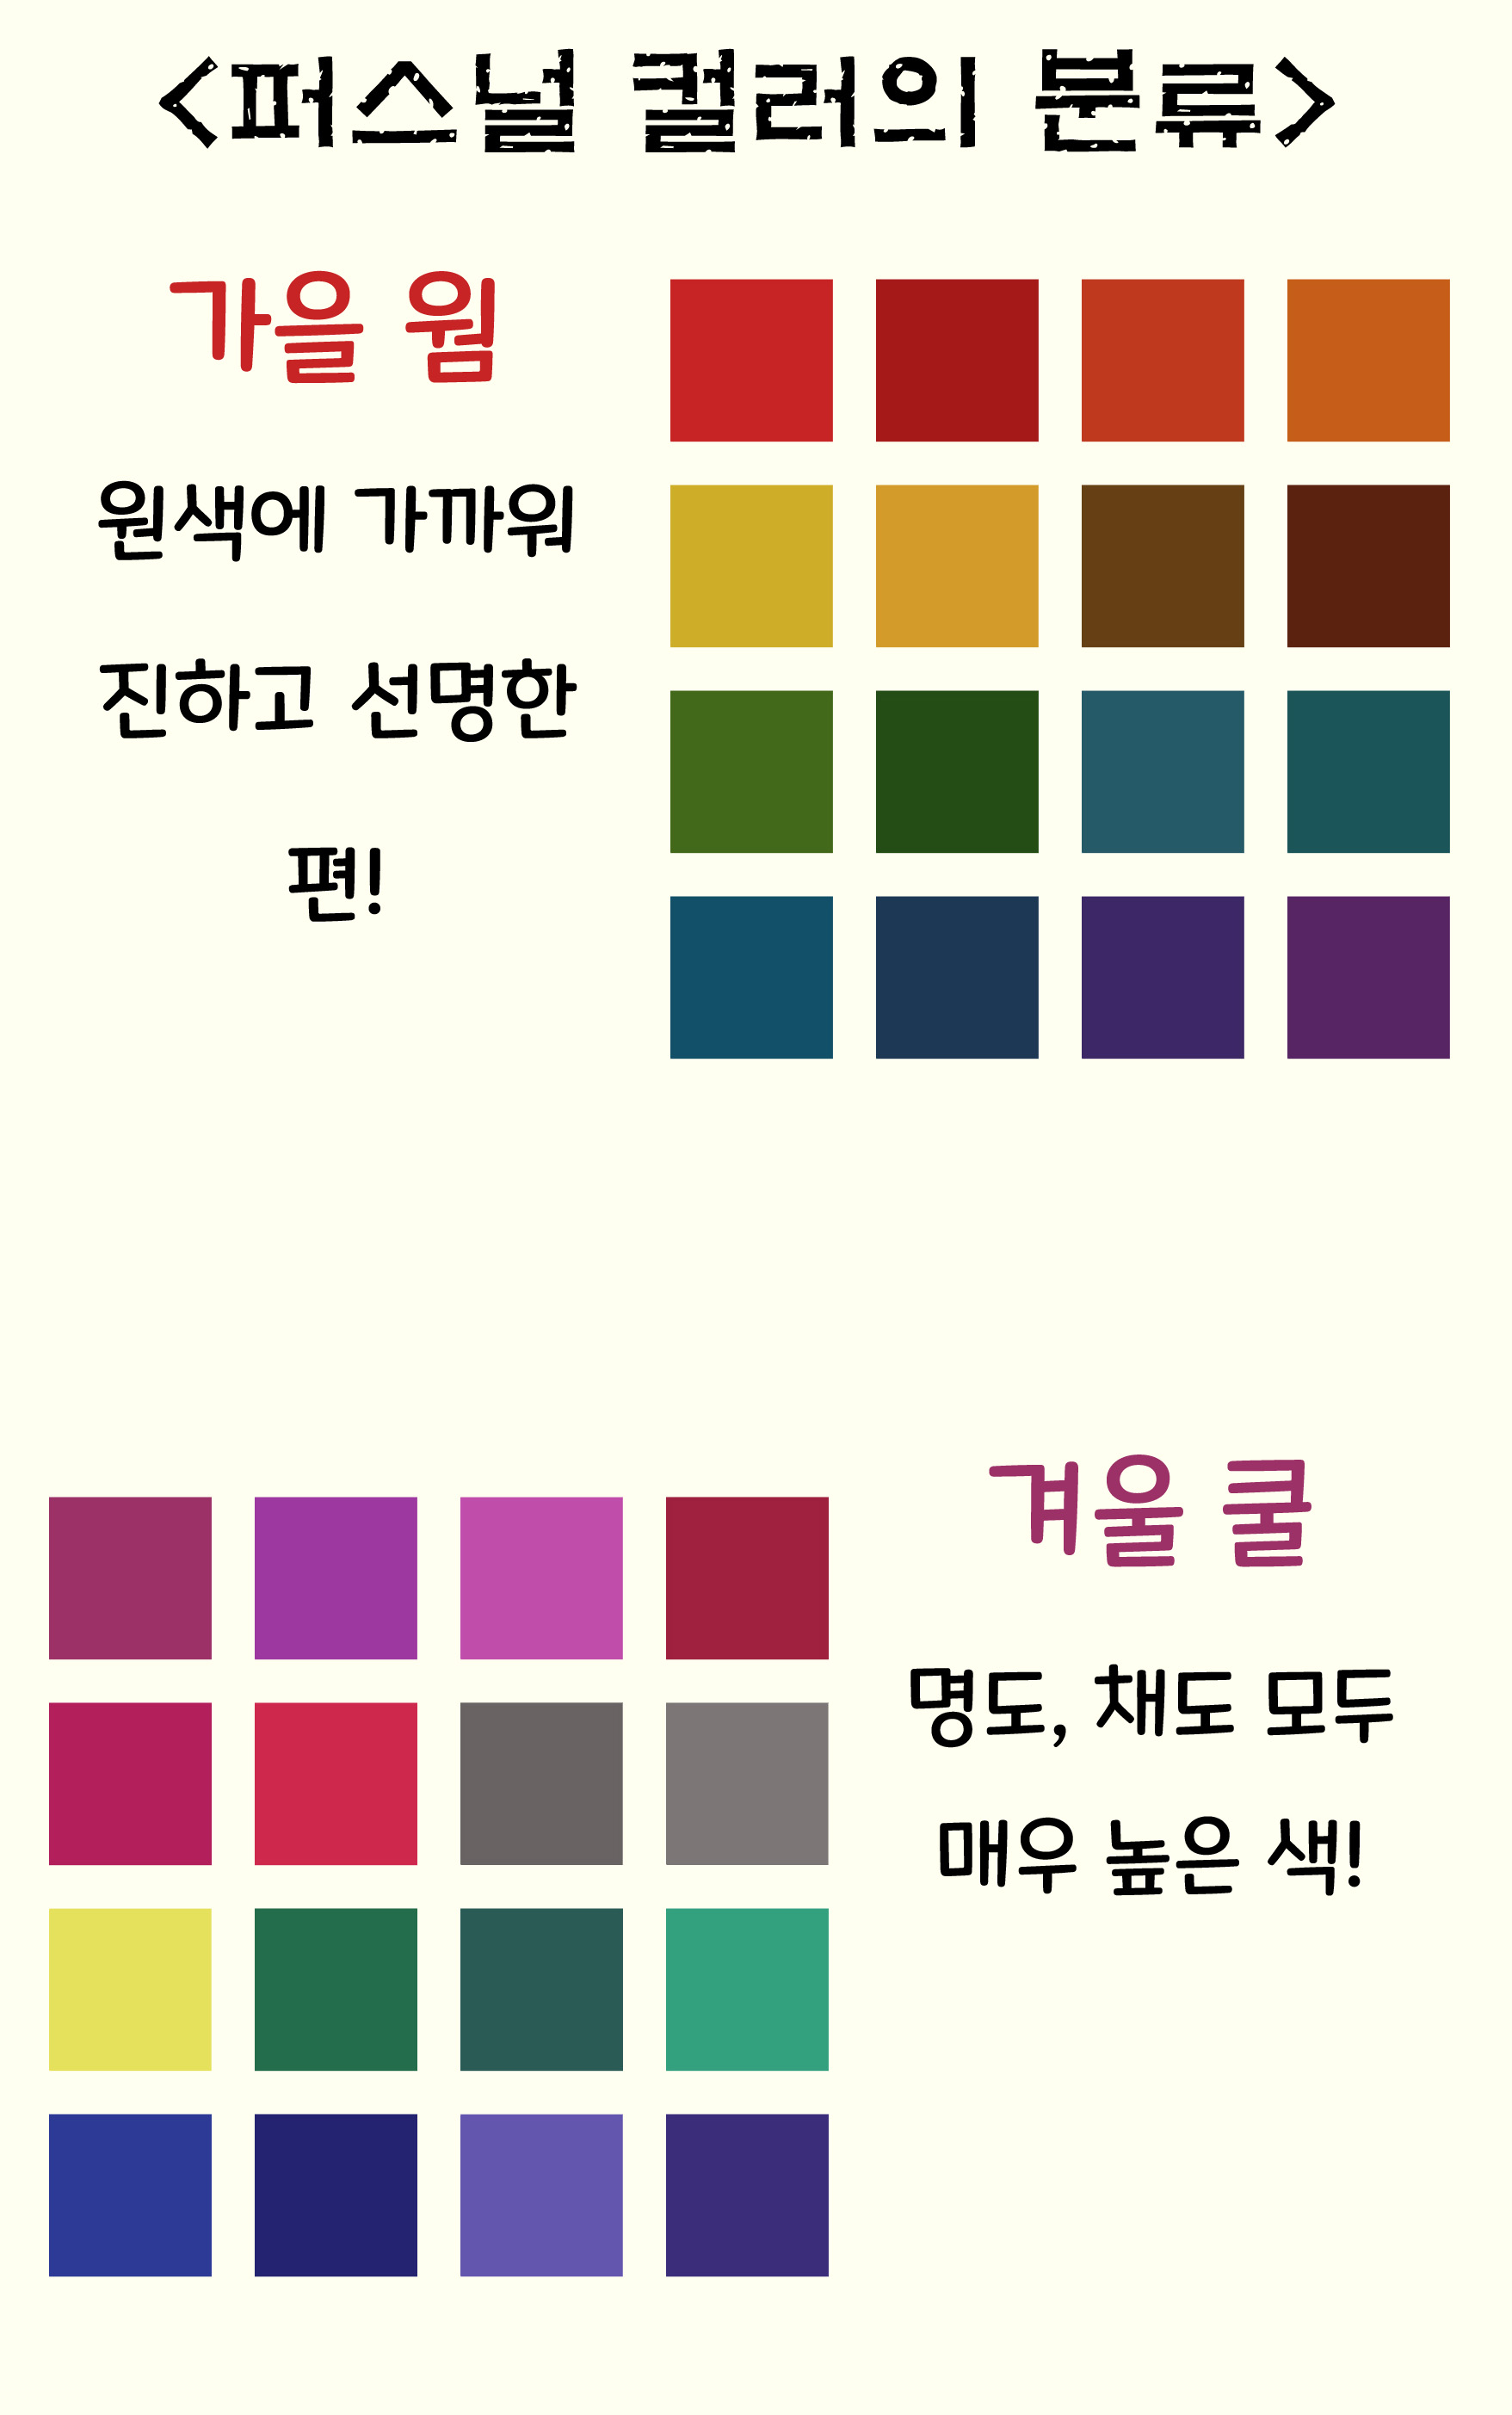 <퍼스널 컬러의 분류>
가을 웜
원색에 가까워
진하고 선명한
편!
겨울 쿨
명도, 채도 모두
매우 높은 색!